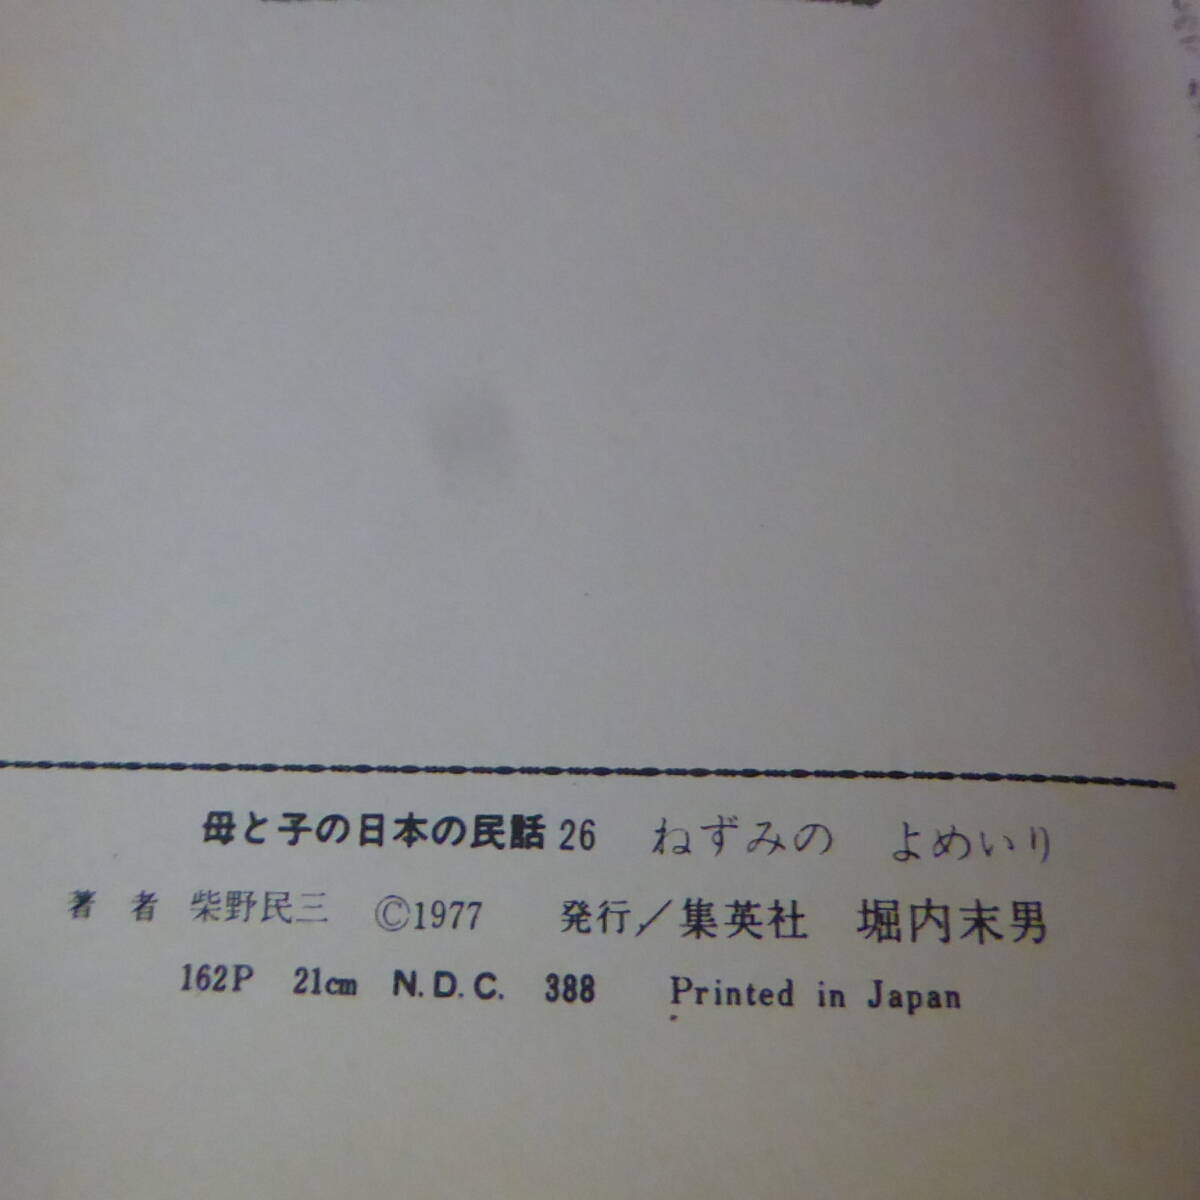 母と子の日本の民話26 ねずみの よめいり
著者 柴野民三 ©1977 発行／集英社 堀内末男
162P 21cm N.D.C. 388 Printed in Japan